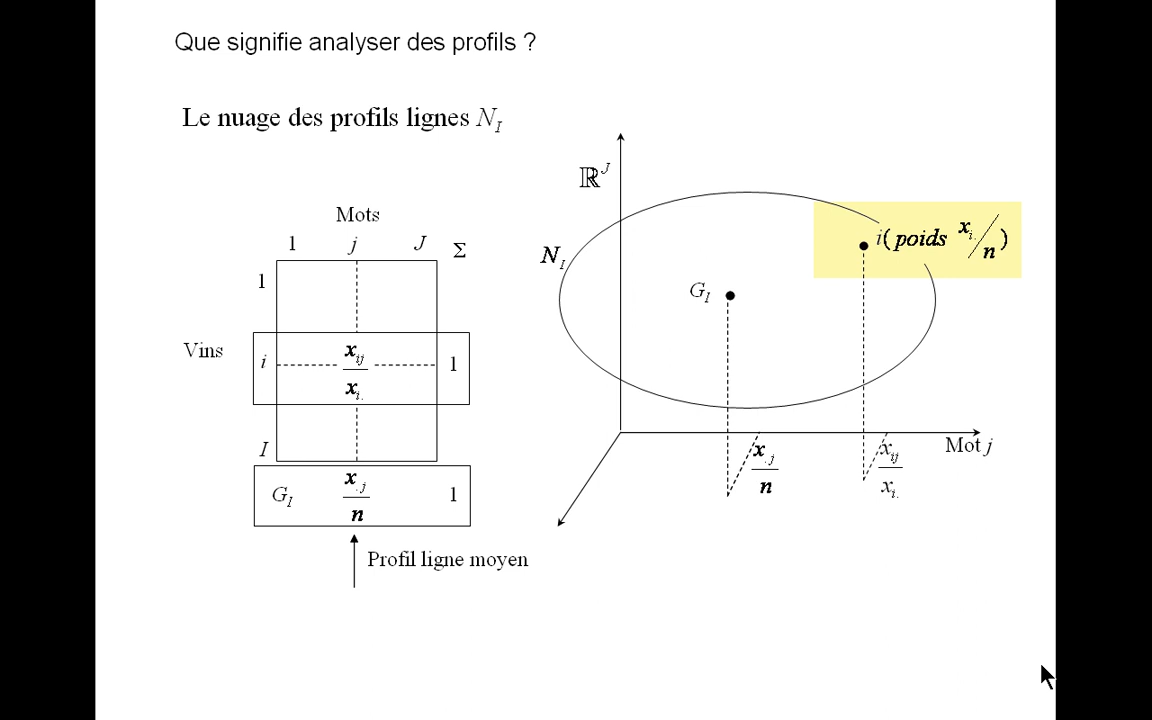 Que signifie analyser des profils ?
Le nuage des profils lignes N_I
Mots
1 j J Σ
1
Vins
i x_ij / x_i. 1
I
G_I x_.j / n 1
Profil ligne moyen
ℝ^J
N_I
i(poids x_i./n)
G_I
Mot j
x_.j / n
x_ij / x_i.